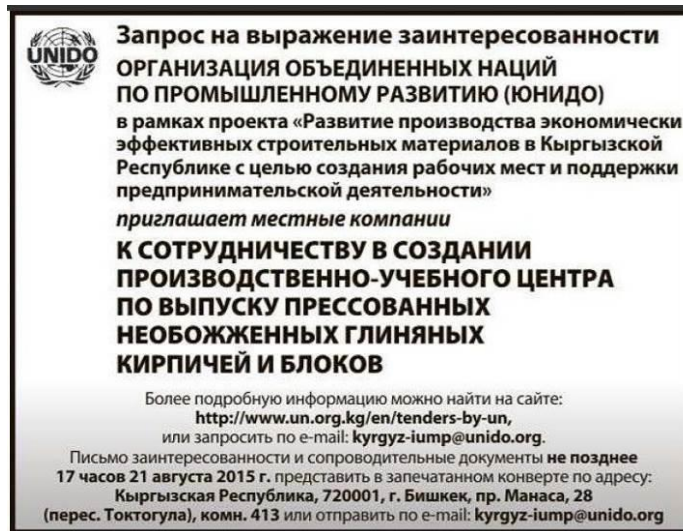 UNIDO
Запрос на выражение заинтересованности
ОРГАНИЗАЦИЯ ОБЪЕДИНЕННЫХ НАЦИЙ
ПО ПРОМЫШЛЕННОМУ РАЗВИТИЮ (ЮНИДО)
в рамках проекта «Развитие производства экономически
эффективных строительных материалов в Кыргызской
Республике с целью создания рабочих мест и поддержки
предпринимательской деятельности»
приглашает местные компании
К СОТРУДНИЧЕСТВУ В СОЗДАНИИ
ПРОИЗВОДСТВЕННО-УЧЕБНОГО ЦЕНТРА
ПО ВЫПУСКУ ПРЕССОВАННЫХ
НЕОБОЖЖЕННЫХ ГЛИНЯНЫХ
КИРПИЧЕЙ И БЛОКОВ
Более подробную информацию можно найти на сайте:
http://www.un.org.kg/en/tenders-by-un,
или запросить по e-mail: kyrgyz-iump@unido.org.
Письмо заинтересованности и сопроводительные документы не позднее
17 часов 21 августа 2015 г. представить в запечатанном конверте по адресу:
Кыргызская Республика, 720001, г. Бишкек, пр. Манаса, 28
(перес. Токтогула), комн. 413 или отправить по e-mail: kyrgyz-iump@unido.org